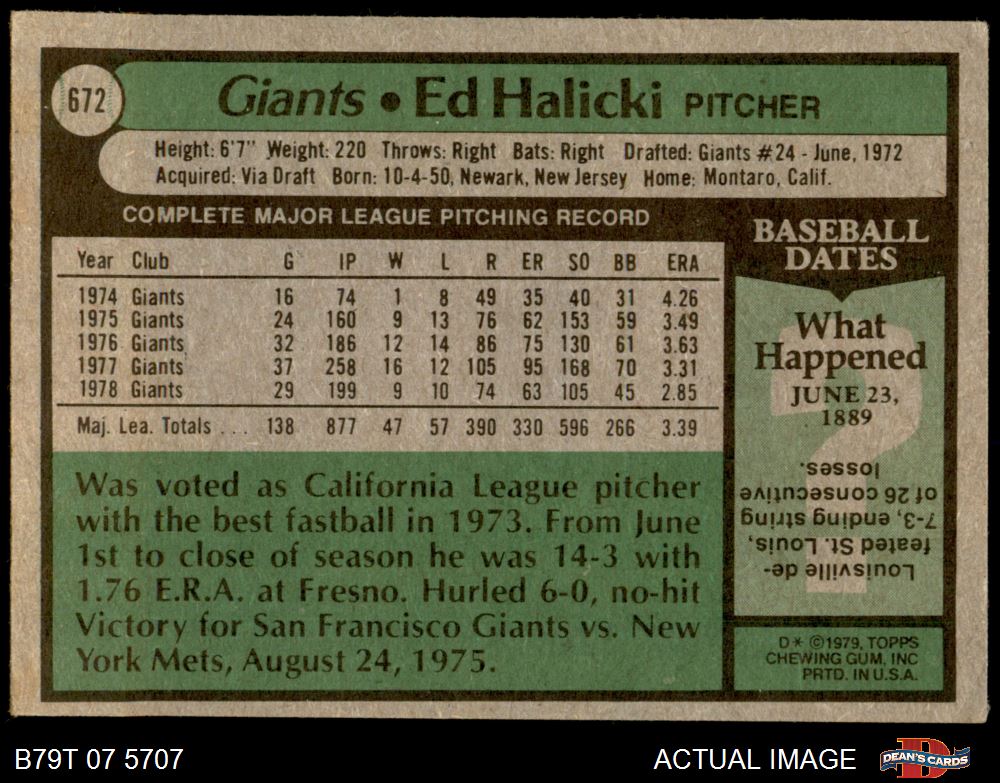 672
Giants • Ed Halicki PITCHER
Height: 6'7" Weight: 220 Throws: Right Bats: Right Drafted: Giants #24 - June, 1972
Acquired: Via Draft Born: 10-4-50, Newark, New Jersey Home: Montaro, Calif.
COMPLETE MAJOR LEAGUE PITCHING RECORD
Year Club G IP W L R ER SO BB ERA
1974 Giants 16 74 1 8 49 35 40 31 4.26
1975 Giants 24 160 9 13 76 62 153 59 3.49
1976 Giants 32 186 12 14 86 75 130 61 3.63
1977 Giants 37 258 16 12 105 95 168 70 3.31
1978 Giants 29 199 9 10 74 63 105 45 2.85
Maj. Lea. Totals ... 138 877 47 57 390 330 596 266 3.39
Was voted as California League pitcher
with the best fastball in 1973. From June
1st to close of season he was 14-3 with
1.76 E.R.A. at Fresno. Hurled 6-0, no-hit
Victory for San Francisco Giants vs. New
York Mets, August 24, 1975.
BASEBALL
DATES
What
Happened
JUNE 23,
1889
?
Louisville de-
feated St. Louis,
7-3, ending string
of 26 consecutive
losses.
D* ©1979, TOPPS
CHEWING GUM, INC
PRTD. IN U.S.A.
B79T 07 5707
ACTUAL IMAGE
D
DEAN'S CARDS